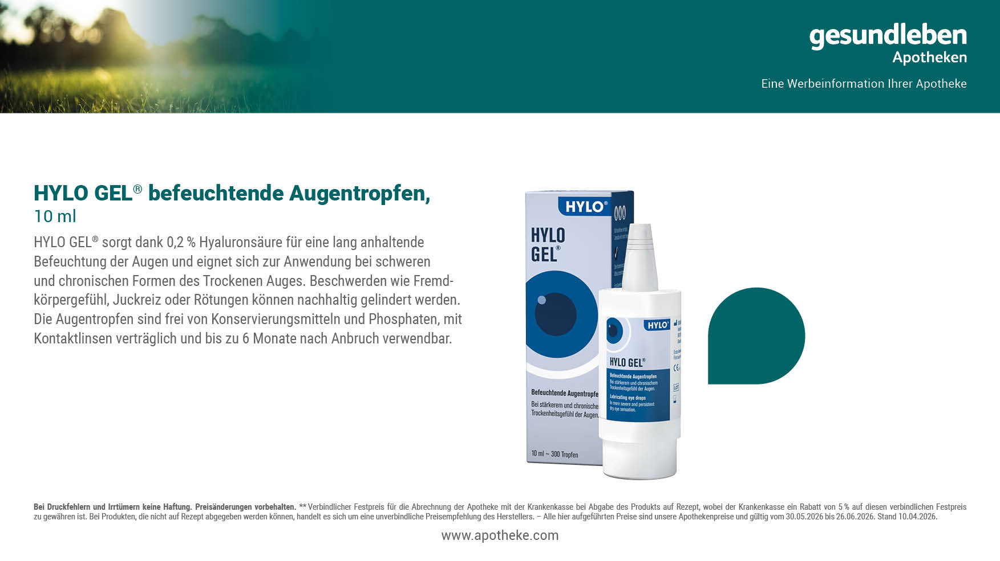 gesundleben
Apotheken
Eine Werbeinformation Ihrer Apotheke
HYLO GEL® befeuchtende Augentropfen,
10 ml
HYLO GEL® sorgt dank 0,2 % Hyaluronsäure für eine lang anhaltende
Befeuchtung der Augen und eignet sich zur Anwendung bei schweren
und chronischen Formen des Trockenen Auges. Beschwerden wie Fremd-
körpergefühl, Juckreiz oder Rötungen können nachhaltig gelindert werden.
Die Augentropfen sind frei von Konservierungsmitteln und Phosphaten, mit
Kontaktlinsen verträglich und bis zu 6 Monate nach Anbruch verwendbar.
HYLO®
HYLO
GEL®
Befeuchtende Augentropfe
Bei stärkerem und chronische
Trockenheitsgefühl der Augen.
10 ml ~ 300 Tropfen
HYLO®
HYLO GEL®
Befeuchtende Augentropfen
Bei stärkerem und chronischem
Trockenheitsgefühl der Augen.
Lubricating eye drops
In more severe and persistent
dry eye sensation.
CE
LOT
Bei Druckfehlern und Irrtümern keine Haftung. Preisänderungen vorbehalten. ** Verbindlicher Festpreis für die Abrechnung der Apotheke mit der Krankenkasse bei Abgabe des Produkts auf Rezept, wobei der Krankenkasse ein Rabatt von 5 % auf diesen verbindlichen Festpreis
zu gewähren ist. Bei Produkten, die nicht auf Rezept abgegeben werden können, handelt es sich um eine unverbindliche Preisempfehlung des Herstellers. – Alle hier aufgeführten Preise sind unsere Apothekenpreise und gültig vom 30.05.2026 bis 26.06.2026. Stand 10.04.2026.
www.apotheke.com